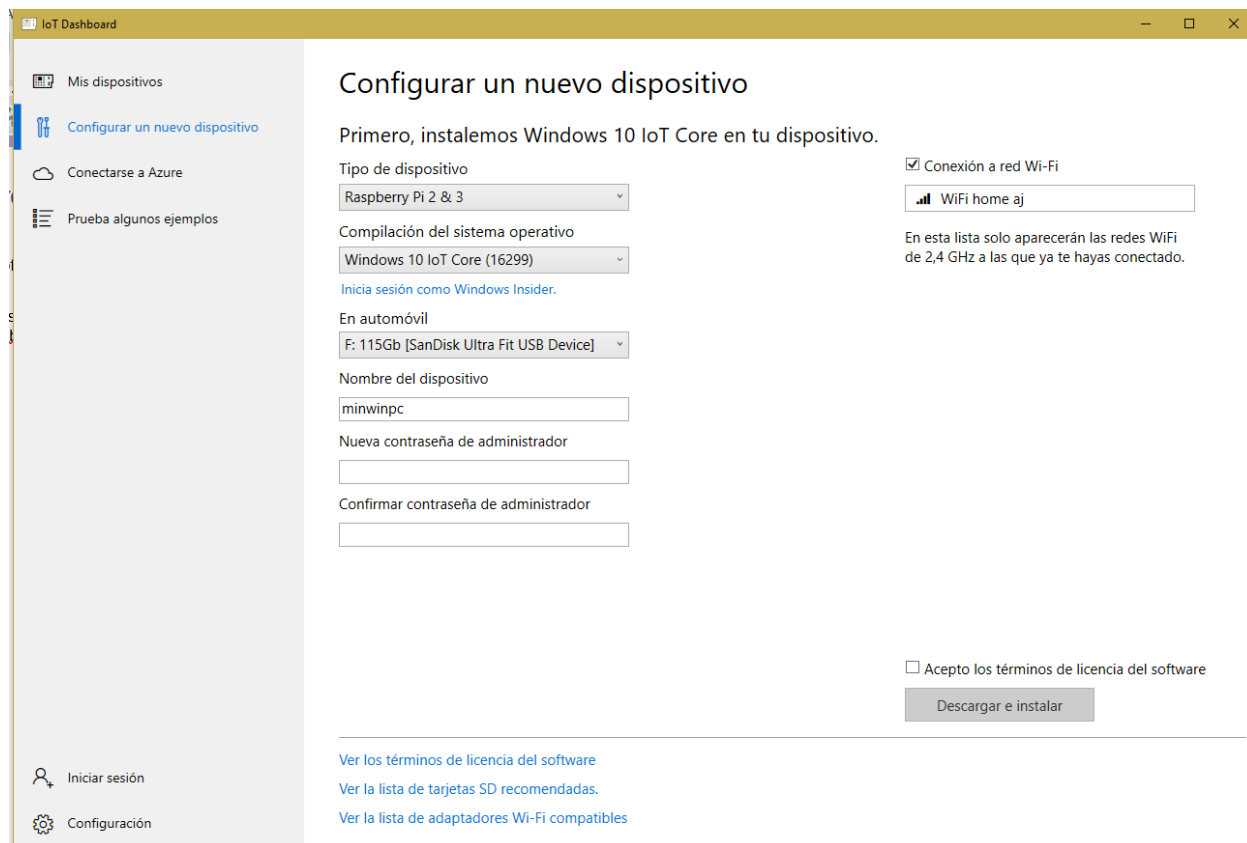 IoT Dashboard
Mis dispositivos
Configurar un nuevo dispositivo
Conectarse a Azure
Prueba algunos ejemplos
Iniciar sesión
Configuración
Configurar un nuevo dispositivo
Primero, instalemos Windows 10 IoT Core en tu dispositivo.
Tipo de dispositivo
Raspberry Pi 2 & 3
Compilación del sistema operativo
Windows 10 IoT Core (16299)
Inicia sesión como Windows Insider.
En automóvil
F: 115Gb [SanDisk Ultra Fit USB Device]
Nombre del dispositivo
minwinpc
Nueva contraseña de administrador
Confirmar contraseña de administrador
Conexión a red Wi-Fi
WiFi home aj
En esta lista solo aparecerán las redes WiFi
de 2,4 GHz a las que ya te hayas conectado.
Acepto los términos de licencia del software
Descargar e instalar
Ver los términos de licencia del software
Ver la lista de tarjetas SD recomendadas.
Ver la lista de adaptadores Wi-Fi compatibles